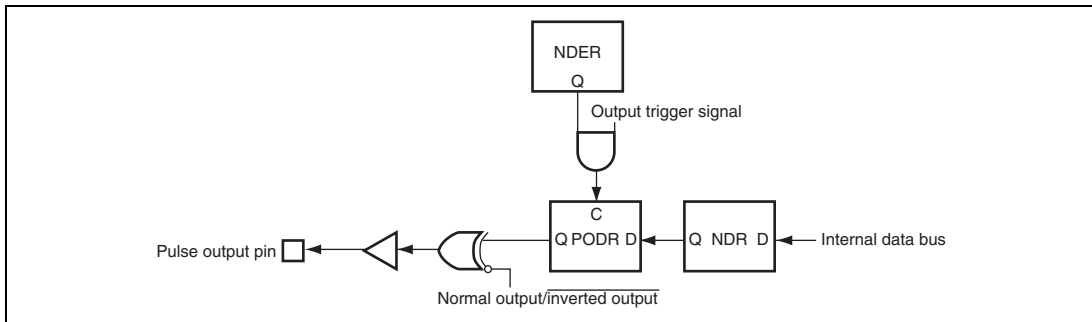 NDER
Q
Output trigger signal
C
Q PODR D
Q NDR D
Internal data bus
Pulse output pin
Normal output/inverted output